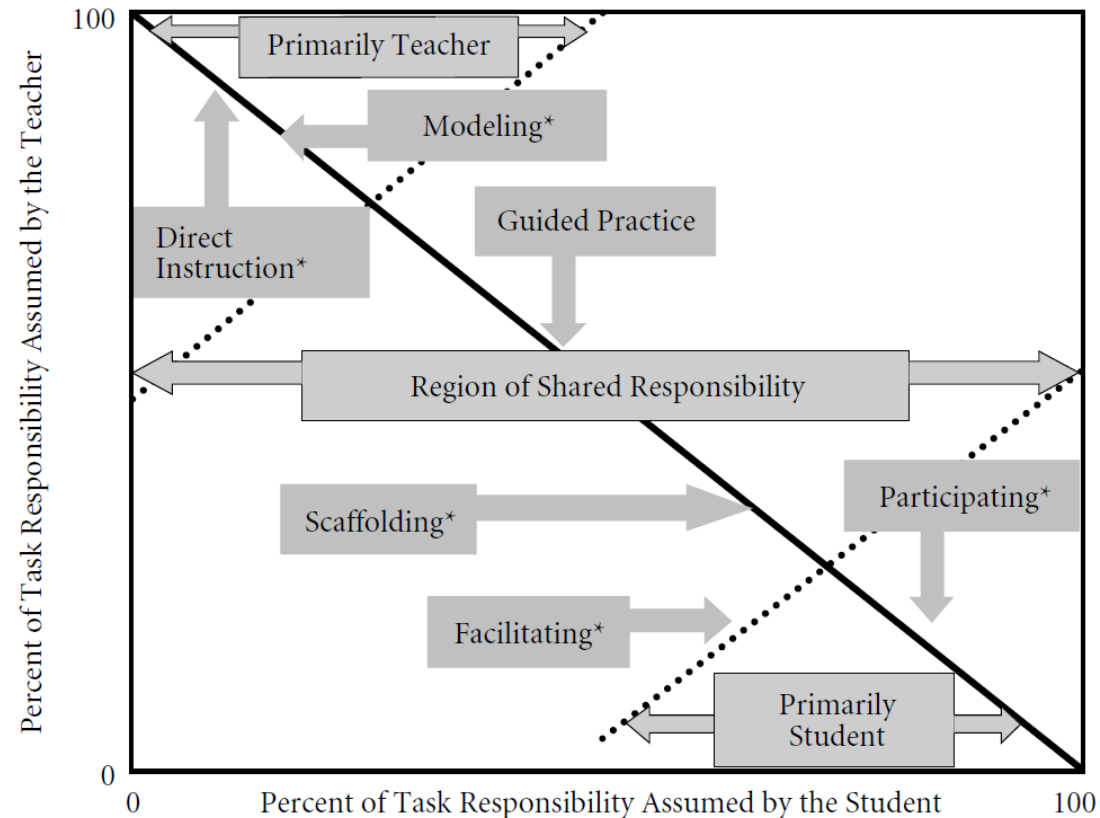 100
Primarily Teacher
Modeling*
Direct
Instruction*
Guided Practice
Region of Shared Responsibility
Scaffolding*
Participating*
Facilitating*
Primarily
Student
Percent of Task Responsibility Assumed by the Teacher
0
0
Percent of Task Responsibility Assumed by the Student
100